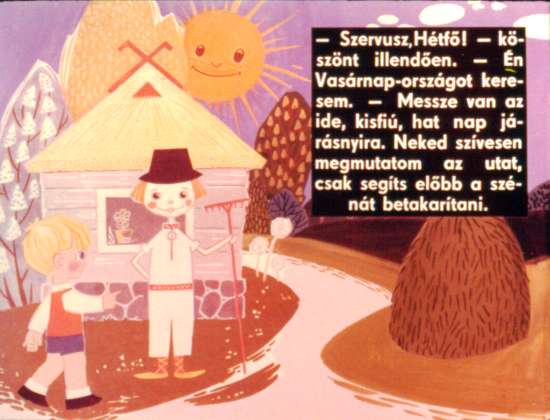 — Szervusz,Hétfő! — kö-
szönt illendően. — Én
Vasárnap-országot kere-
sem. — Messze van az
ide, kisfiú, hat nap já-
rásnyira. Neked szívesen
megmutatom az utat,
csak segíts előbb a szé-
nát betakarítani.